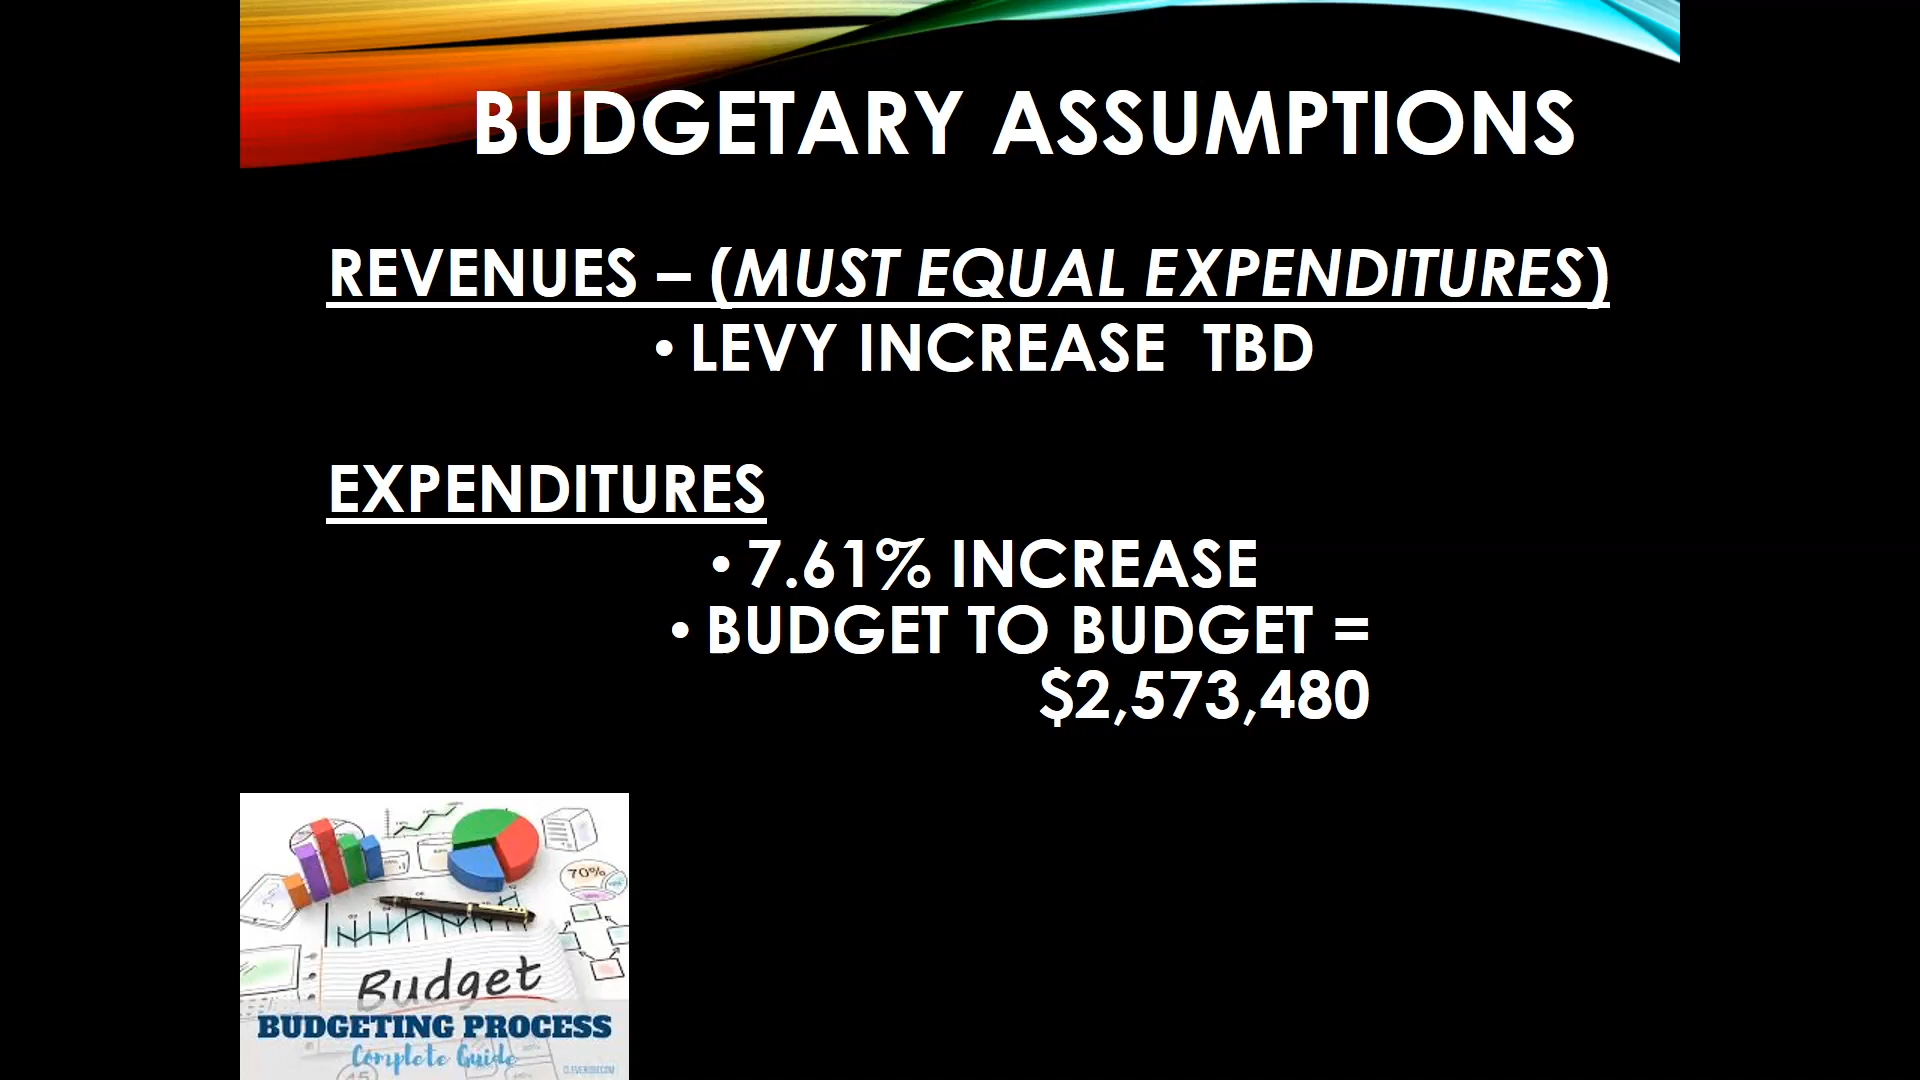 BUDGETARY ASSUMPTIONS
REVENUES – (MUST EQUAL EXPENDITURES)
• LEVY INCREASE TBD
EXPENDITURES
• 7.61% INCREASE
• BUDGET TO BUDGET =
$2,573,480
70%
Budget
BUDGETING PROCESS
Complete Guide